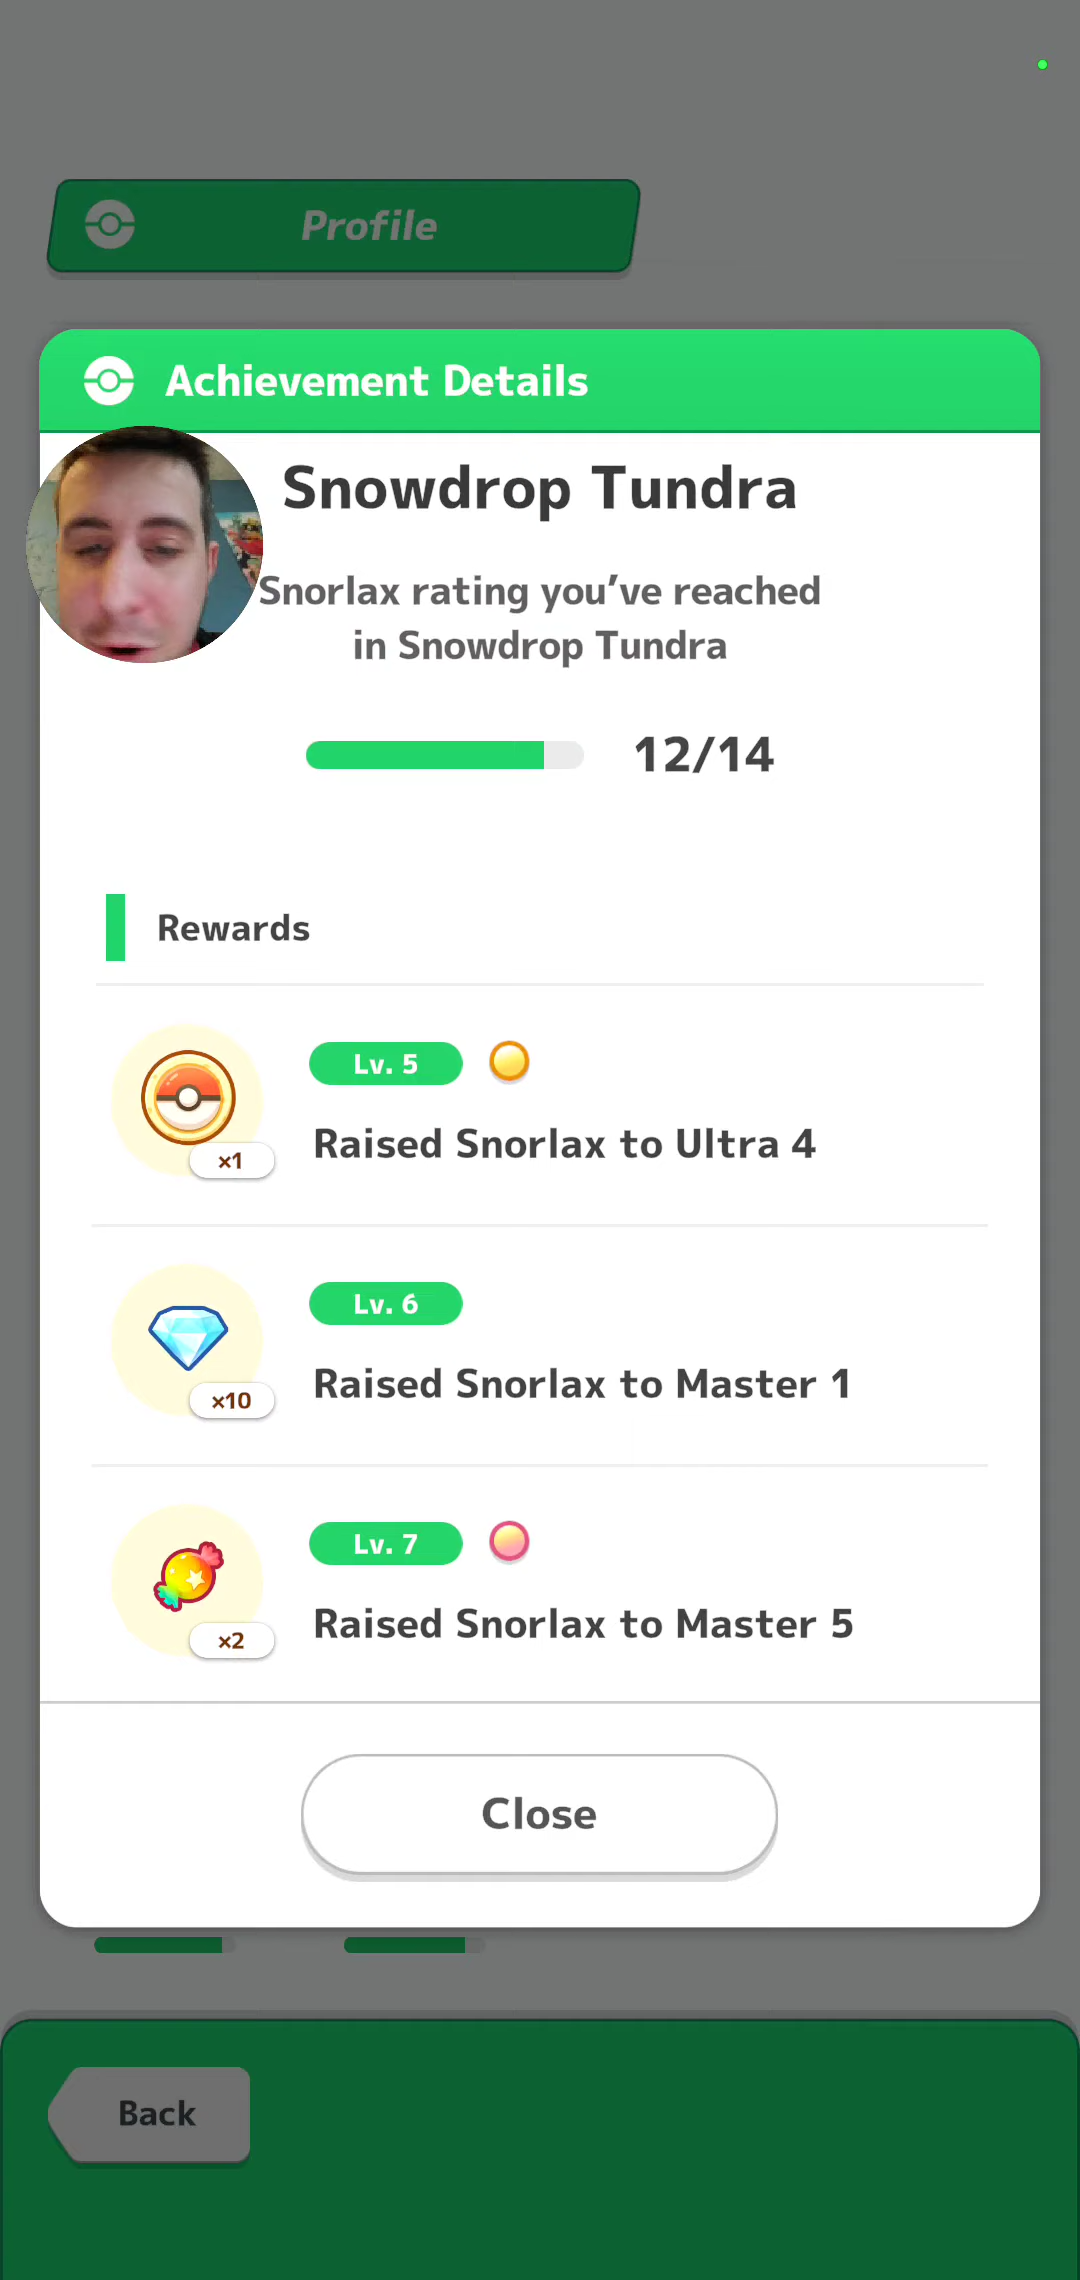 Profile
Achievement Details
Snowdrop Tundra
Snorlax rating you've reached
in Snowdrop Tundra
12/14
Rewards
Lv. 5
Raised Snorlax to Ultra 4
×1
Lv. 6
Raised Snorlax to Master 1
×10
Lv. 7
Raised Snorlax to Master 5
×2
Close
Back